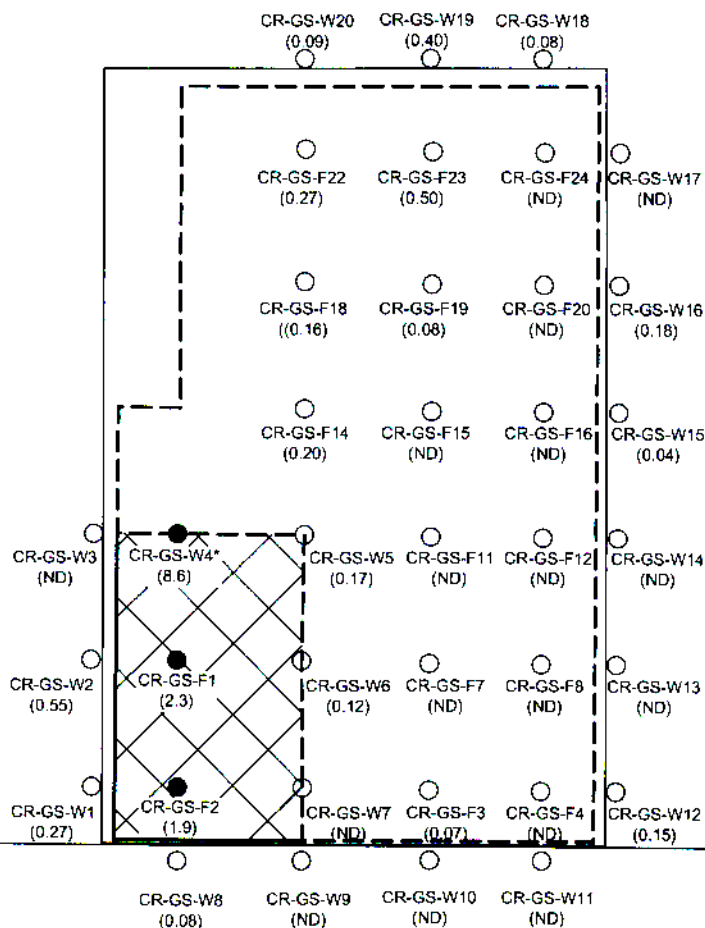 CR-GS-W20 CR-GS-W19 CR-GS-W18
(0.09) (0.40) (0.08)
CR-GS-F22 CR-GS-F23 CR-GS-F24 CR-GS-W17
(0.27) (0.50) (ND) (ND)
CR-GS-F18 CR-GS-F19 CR-GS-F20 CR-GS-W16
((0.16) (0.08) (ND) (0.18)
CR-GS-F14 CR-GS-F15 CR-GS-F16 CR-GS-W15
(0.20) (ND) (ND) (0.04)
CR-GS-W3 CR-GS-W4* CR-GS-W5 CR-GS-F11 CR-GS-F12 CR-GS-W14
(ND) (8.6) (0.17) (ND) (ND) (ND)
CR-GS-W2 CR-GS-F1 CR-GS-W6 CR-GS-F7 CR-GS-F8 CR-GS-W13
(0.55) (2.3) (0.12) (ND) (ND) (ND)
CR-GS-W1 CR-GS-F2 CR-GS-W7 CR-GS-F3 CR-GS-F4 CR-GS-W12
(0.27) (1.9) (ND) (0.07) (ND) (0.15)
CR-GS-W8 CR-GS-W9 CR-GS-W10 CR-GS-W11
(0.08) (ND) (ND) (ND)